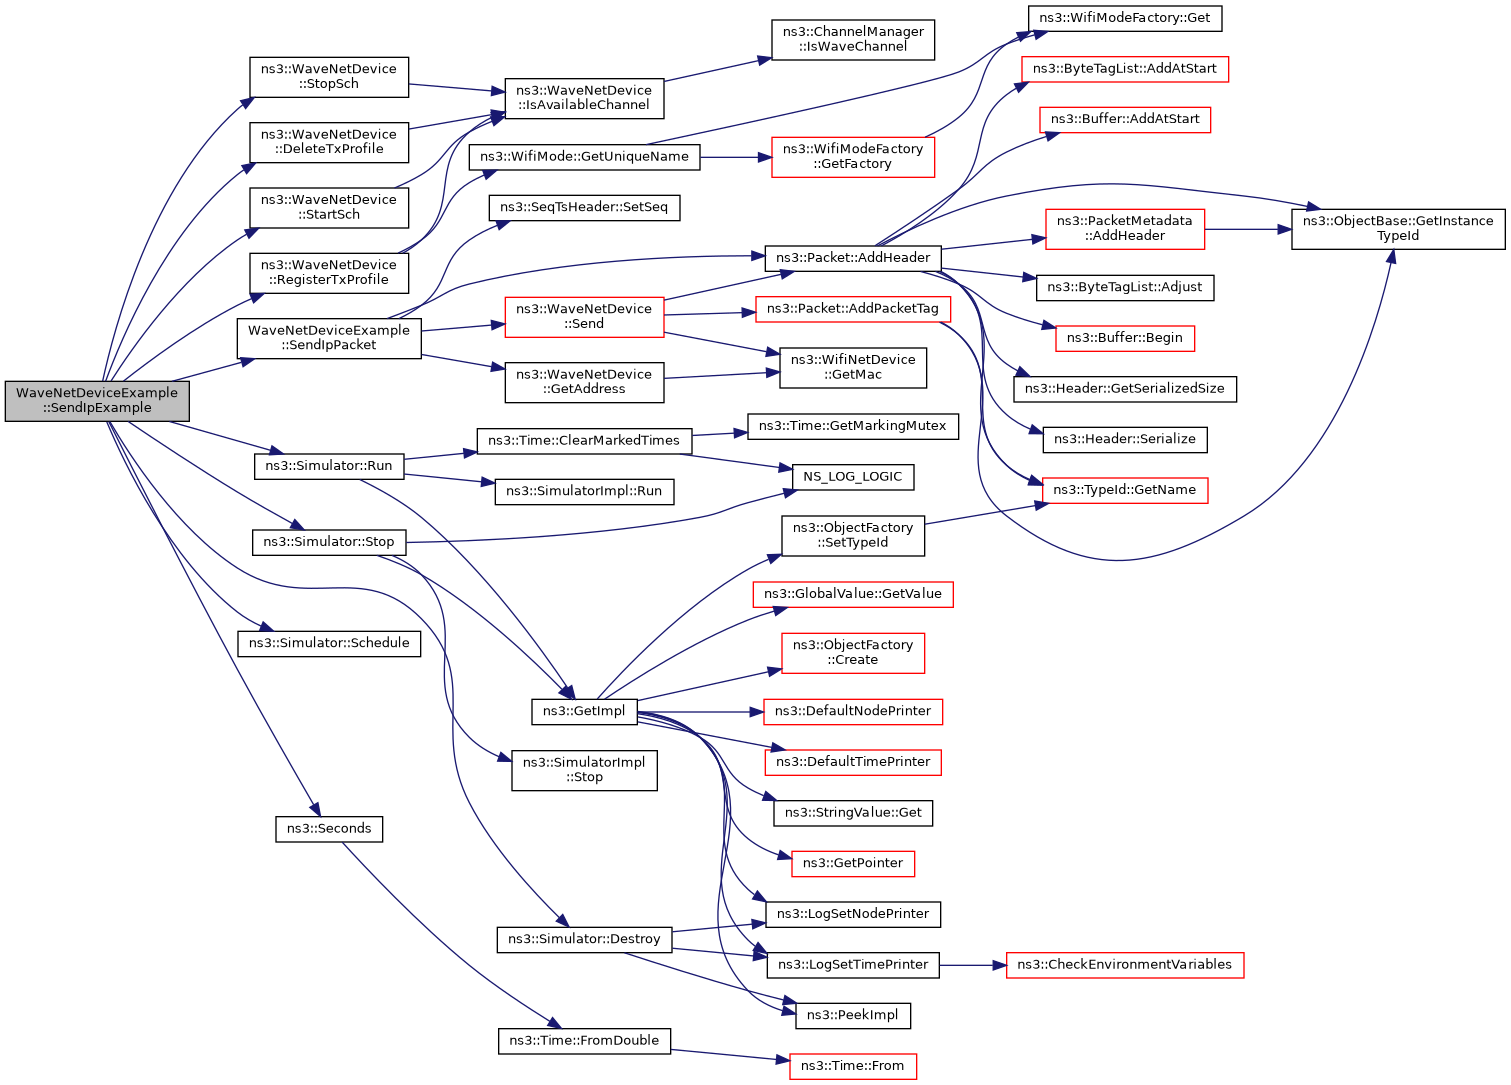 WaveNetDeviceExample
::SendIpExample
ns3::WaveNetDevice
::StopSch
ns3::WaveNetDevice
::DeleteTxProfile
ns3::WaveNetDevice
::StartSch
ns3::WaveNetDevice
::RegisterTxProfile
WaveNetDeviceExample
::SendIpPacket
ns3::Simulator::Run
ns3::Simulator::Stop
ns3::Simulator::Schedule
ns3::Seconds
ns3::WaveNetDevice
::IsAvailableChannel
ns3::WifiMode::GetUniqueName
ns3::SeqTsHeader::SetSeq
ns3::WaveNetDevice
::Send
ns3::WaveNetDevice
::GetAddress
ns3::Time::ClearMarkedTimes
ns3::SimulatorImpl::Run
ns3::GetImpl
ns3::SimulatorImpl
::Stop
ns3::Simulator::Destroy
ns3::Time::FromDouble
ns3::ChannelManager
::IsWaveChannel
ns3::WifiModeFactory
::GetFactory
ns3::Packet::AddHeader
ns3::Packet::AddPacketTag
ns3::WifiNetDevice
::GetMac
ns3::Time::GetMarkingMutex
NS_LOG_LOGIC
ns3::ObjectFactory
::SetTypeId
ns3::GlobalValue::GetValue
ns3::ObjectFactory
::Create
ns3::DefaultNodePrinter
ns3::DefaultTimePrinter
ns3::StringValue::Get
ns3::GetPointer
ns3::LogSetNodePrinter
ns3::LogSetTimePrinter
ns3::PeekImpl
ns3::Time::From
ns3::WifiModeFactory::Get
ns3::ByteTagList::AddAtStart
ns3::Buffer::AddAtStart
ns3::PacketMetadata
::AddHeader
ns3::ByteTagList::Adjust
ns3::Buffer::Begin
ns3::Header::GetSerializedSize
ns3::Header::Serialize
ns3::TypeId::GetName
ns3::CheckEnvironmentVariables
ns3::ObjectBase::GetInstance
TypeId